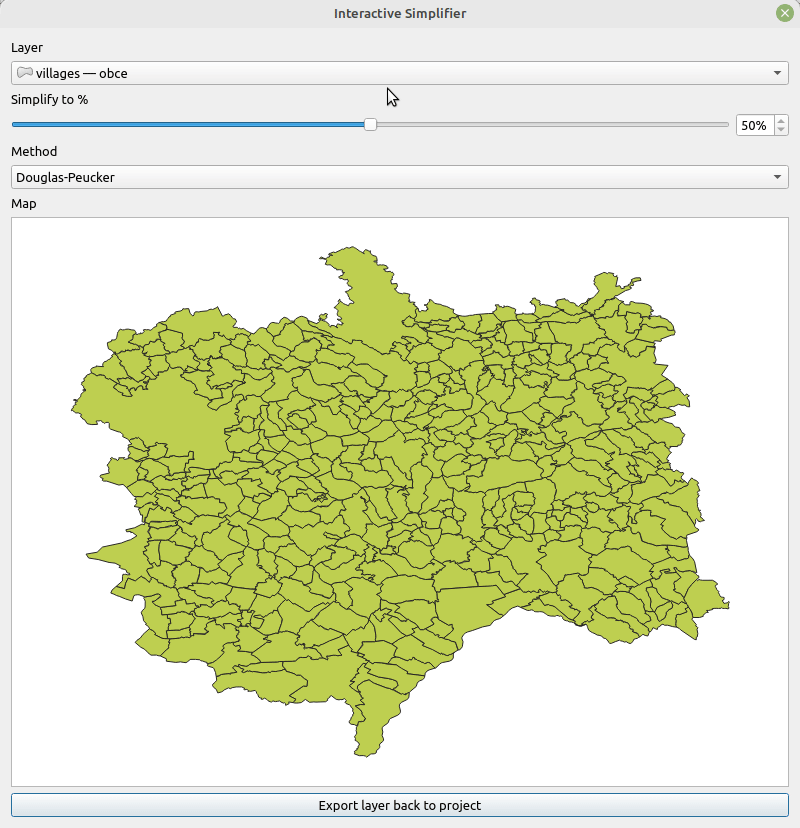 Interactive Simplifier
Layer
villages — obce
Simplify to %
50%
Method
Douglas-Peucker
Map
Export layer back to project